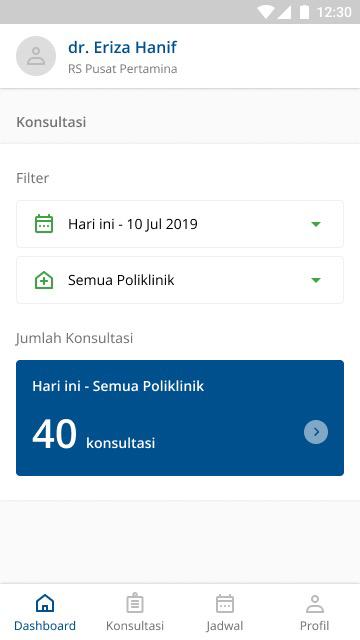 12:30
dr. Eriza Hanif
RS Pusat Pertamina
Konsultasi
Filter
Hari ini - 10 Jul 2019
Semua Poliklinik
Jumlah Konsultasi
Hari ini - Semua Poliklinik
40 konsultasi
Dashboard Konsultasi Jadwal Profil